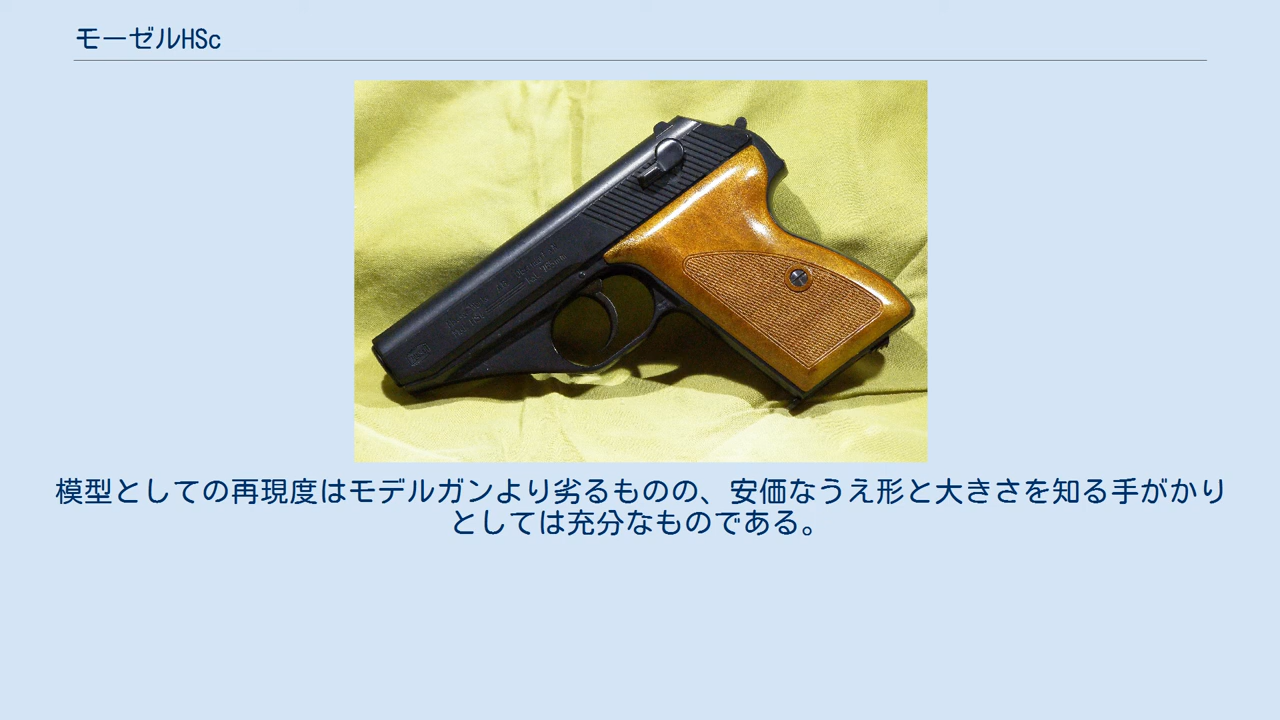 モーゼルHSc
模型としての再現度はモデルガンより劣るものの、安価なうえ形と大きさを知る手がかり
としては充分なものである。